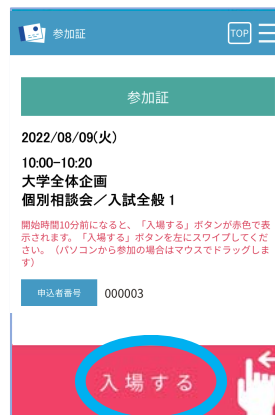 参加証
TOP
参加証
2022/08/09(火)
10:00-10:20
大学全体企画
個別相談会／入試全般 1
開始時間10分前になると、「入場する」ボタンが赤色で表
示されます。「入場する」ボタンを左にスワイプしてくだ
さい。（パソコンから参加の場合はマウスでドラッグしま
す）
申込者番号 000003
入場する